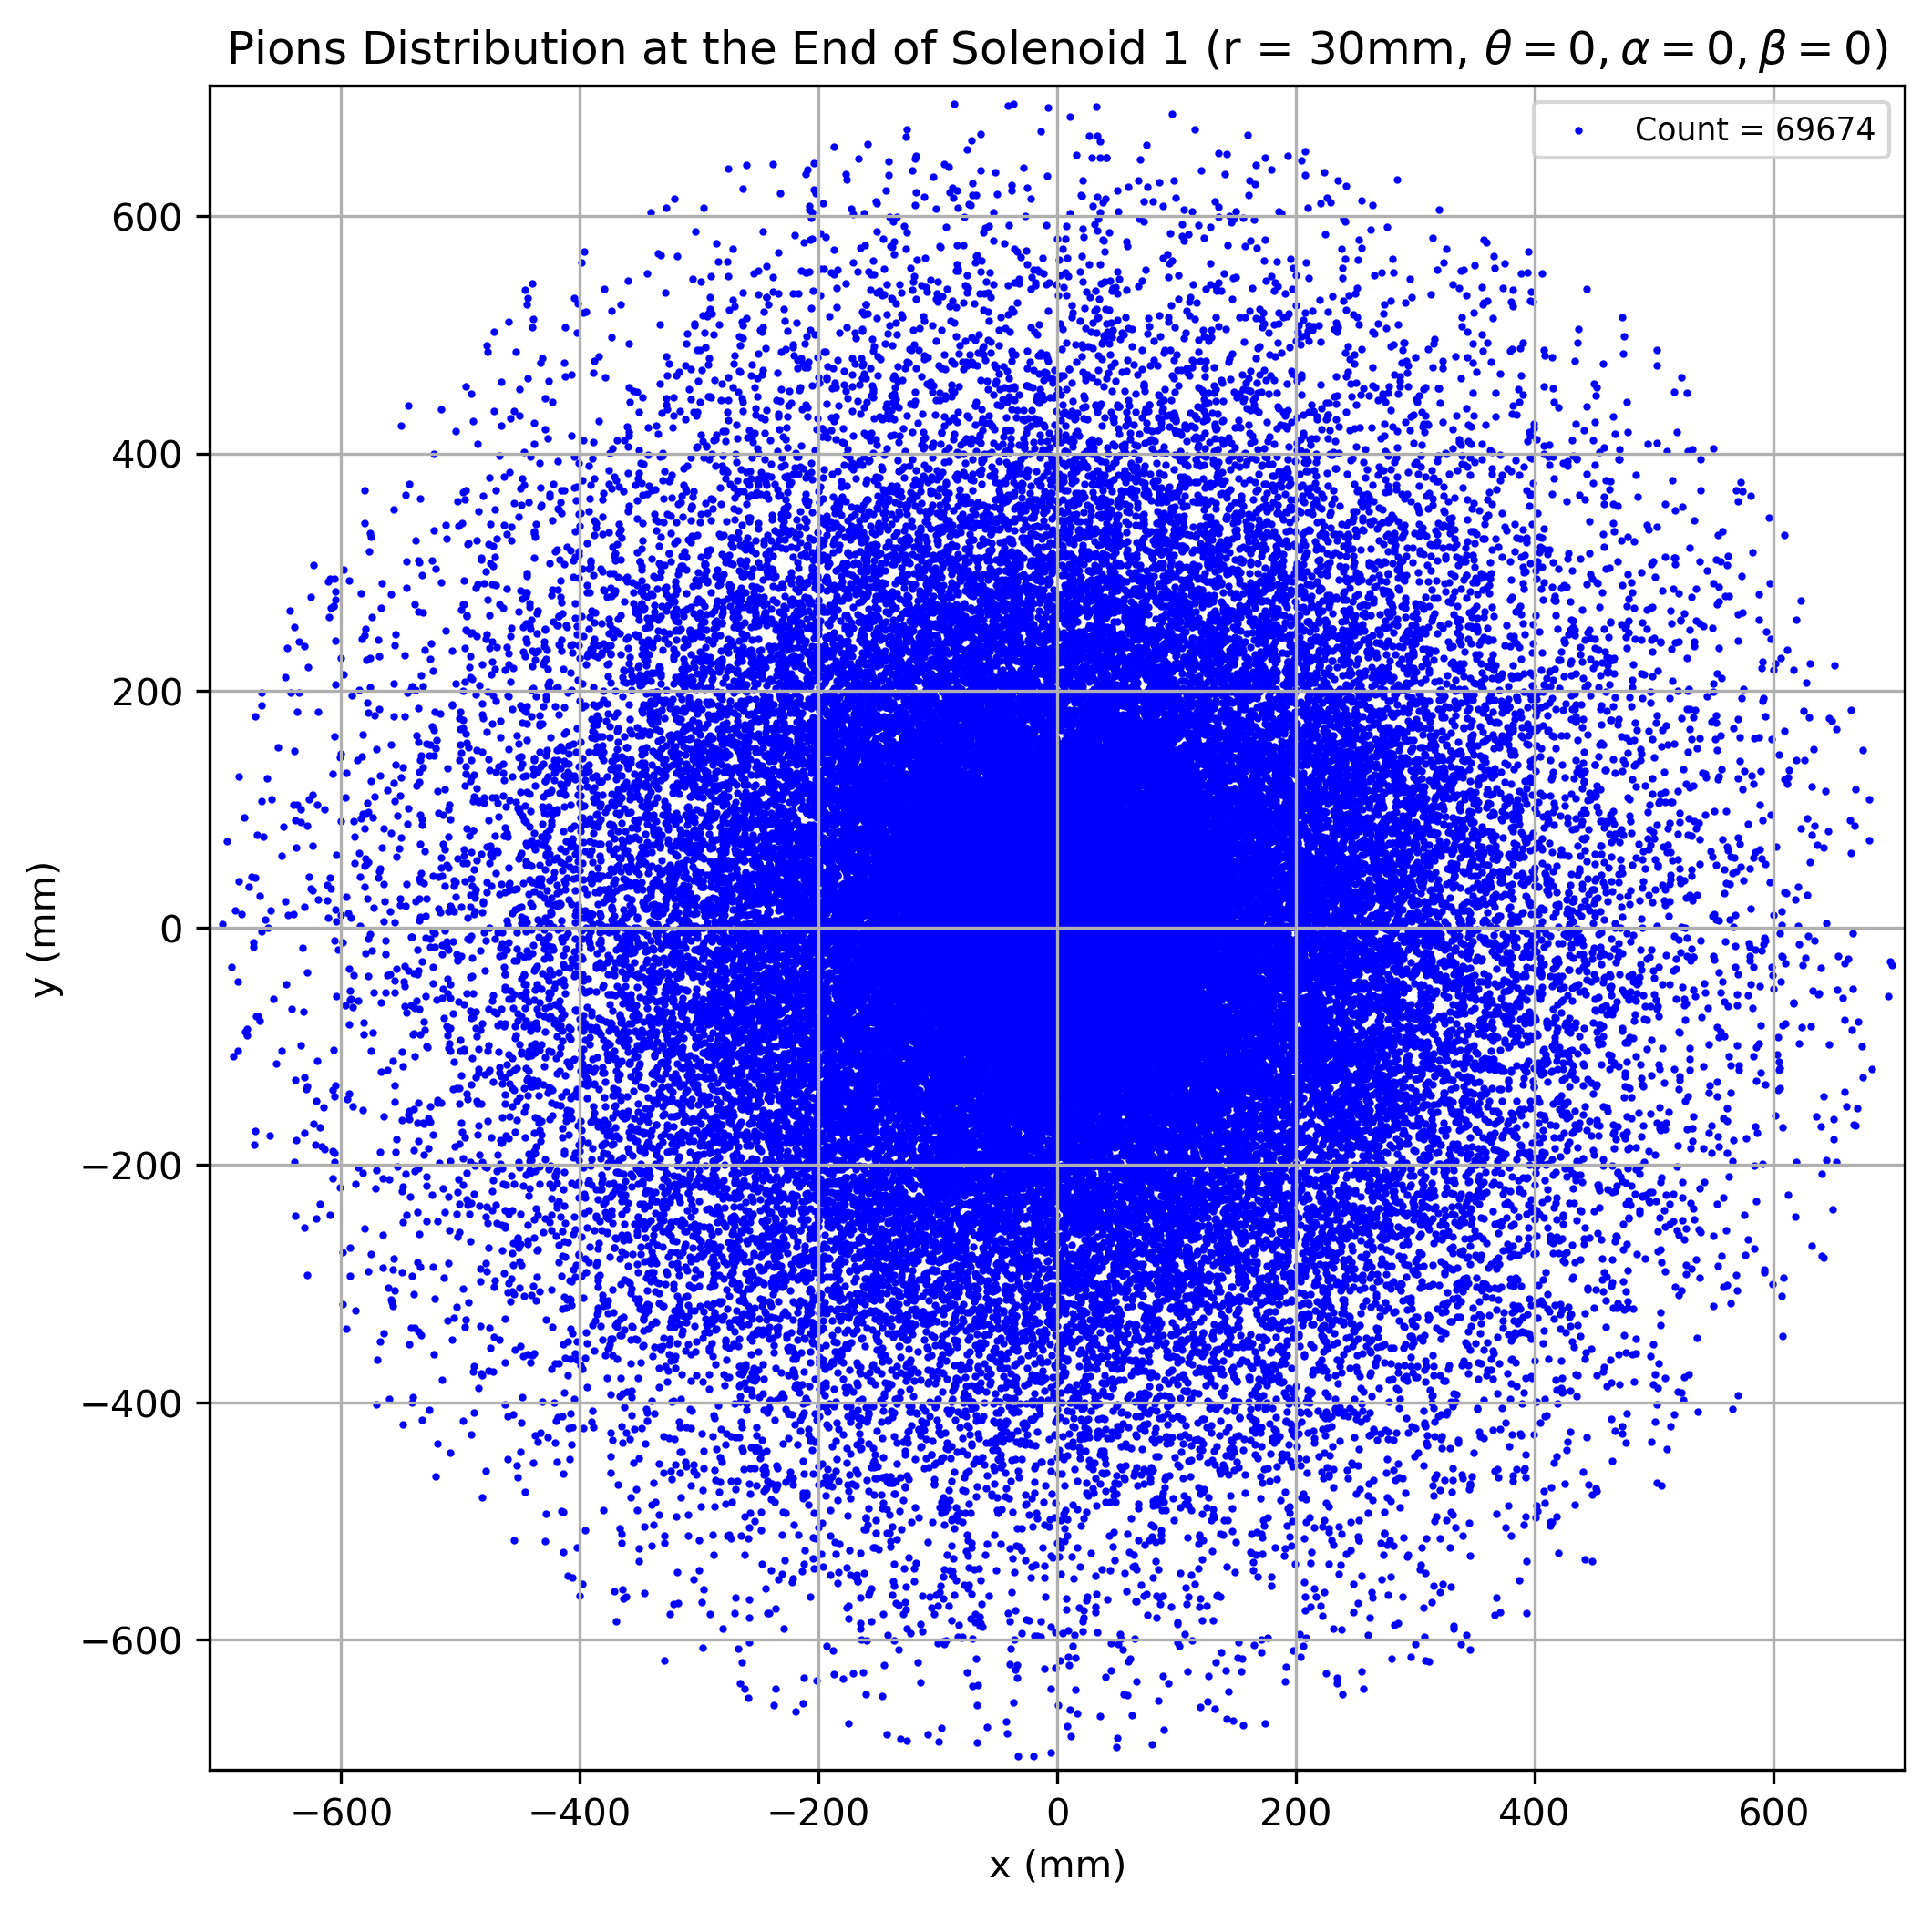 Pions Distribution at the End of Solenoid 1 (r = 30mm, θ = 0, α = 0, β = 0)
Count = 69674
600
400
200
0
−200
−400
−600
y (mm)
−600 −400 −200 0 200 400 600
x (mm)